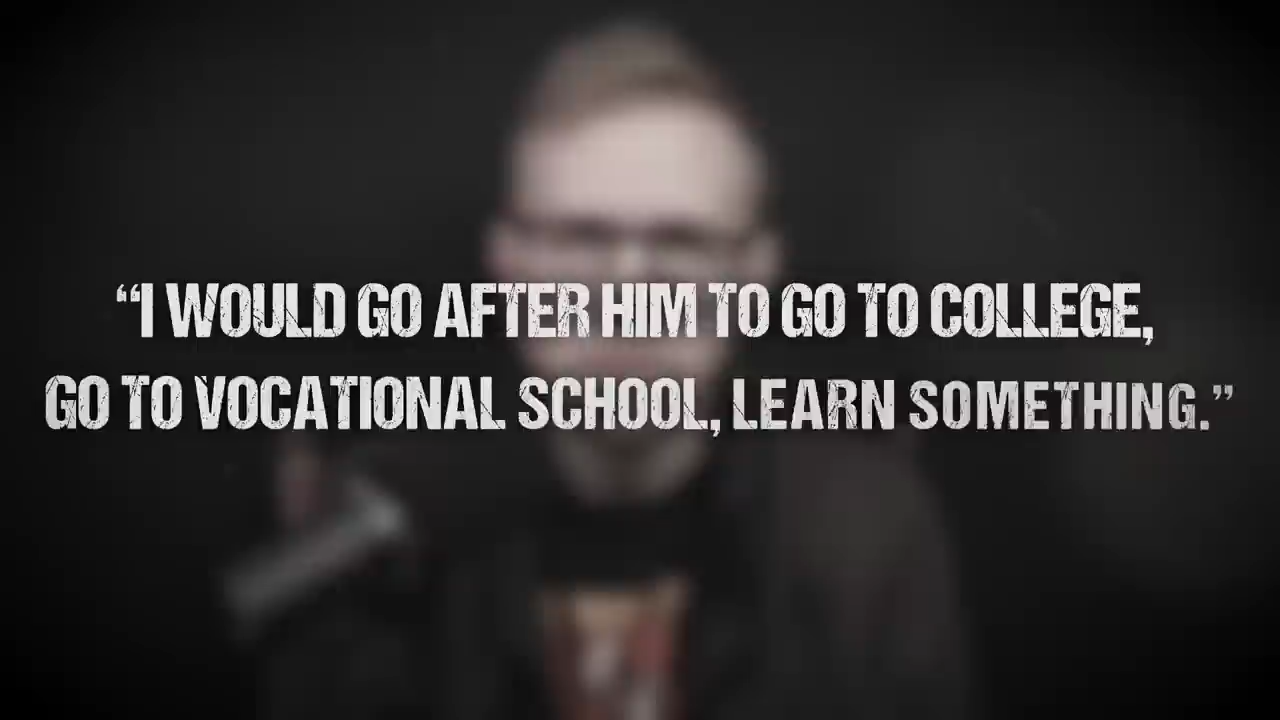 “I WOULD GO AFTER HIM TO GO TO COLLEGE,
GO TO VOCATIONAL SCHOOL, LEARN SOMETHING.”